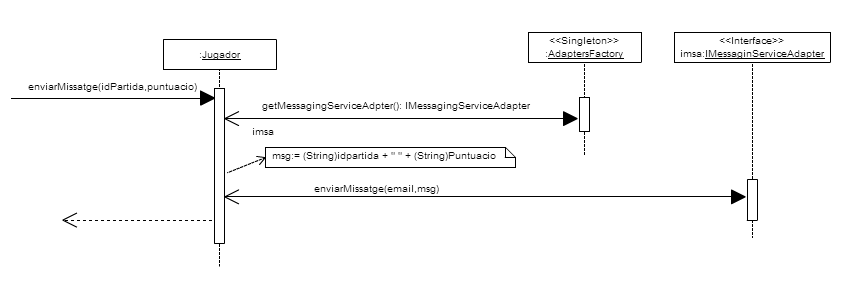 <<Singleton>>
<<Interface>>
:Jugador
:AdaptersFactory
imsa:IMessaginServiceAdapter
enviarMissatge(idPartida,puntuacio)
getMessagingServiceAdpter(): IMessagingServiceAdapter
imsa
msg:= (String)idpartida + " " + (String)Puntuacio
enviarMissatge(email,msg)